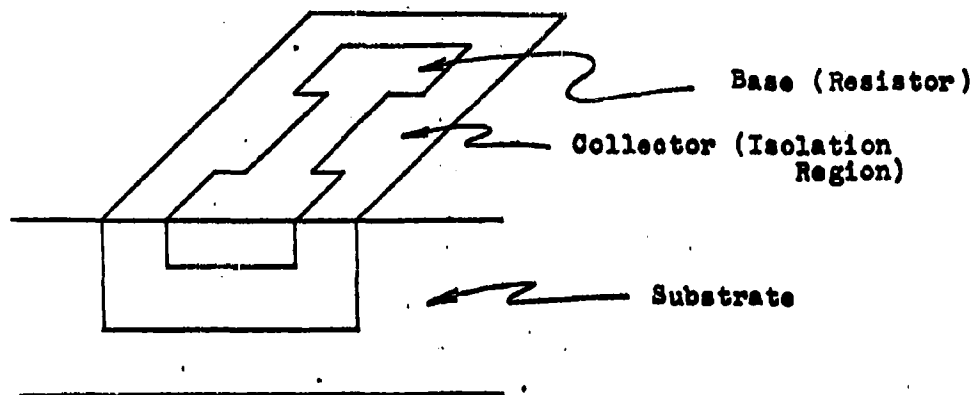 Base (Resistor)
Collector (Isolation
Region)
Substrate